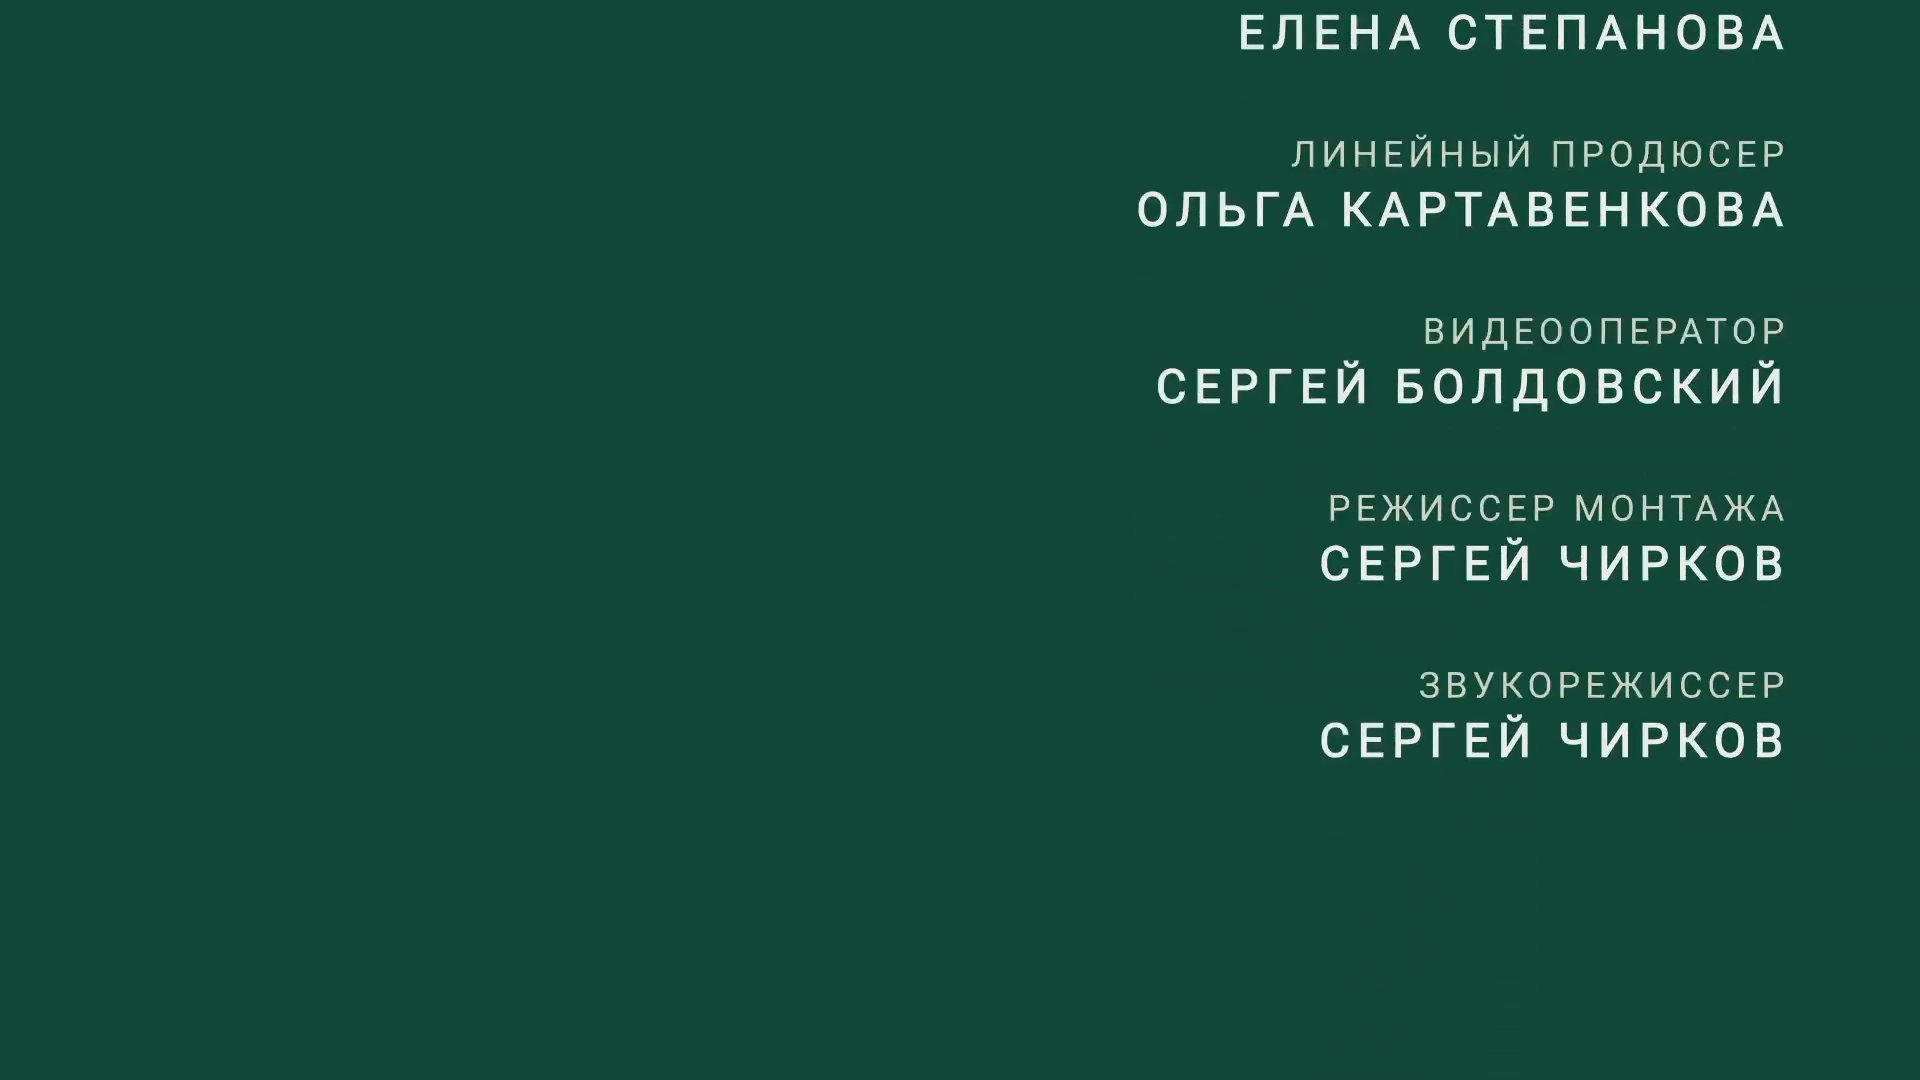 ЕЛЕНА СТЕПАНОВА
ЛИНЕЙНЫЙ ПРОДЮСЕР
ОЛЬГА КАРТАВЕНКОВА
ВИДЕООПЕРАТОР
СЕРГЕЙ БОЛДОВСКИЙ
РЕЖИССЕР МОНТАЖА
СЕРГЕЙ ЧИРКОВ
ЗВУКОРЕЖИССЕР
СЕРГЕЙ ЧИРКОВ